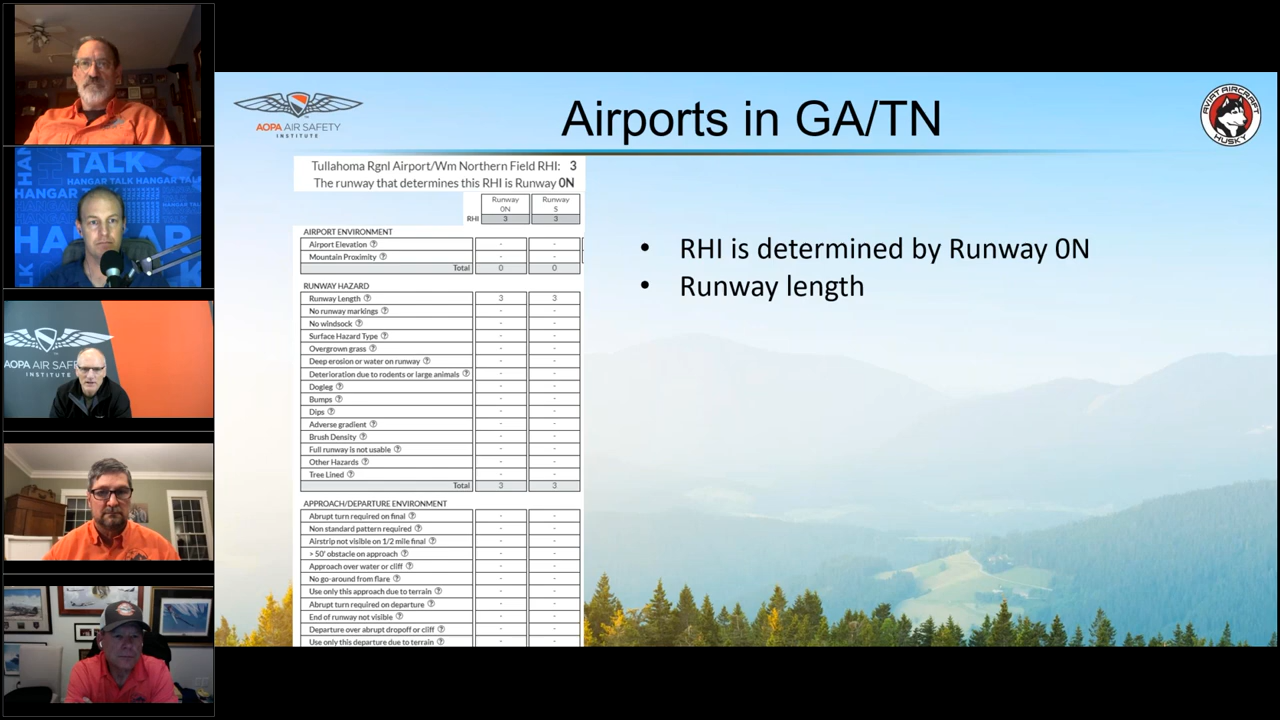 TALK
HANGAR TALK HANGAR
HANGAR
AOPA AIR SAFE
INSTITUTE
AOPA AIR SAFETY
INSTITUTE
Airports in GA/TN
AVIAT AIRCRAFT
HUSKY
Tullahoma Rgnl Airport/Wm Northern Field RHI: 3
The runway that determines this RHI is Runway 0N
Runway 0N Runway 5
RHI 3 3
AIRPORT ENVIRONMENT
Airport Elevation ? - -
Mountain Proximity ? - -
Total 0 0
RUNWAY HAZARD
Runway Length ? 3 3
No runway markings ? - -
No windsock ? - -
Surface Hazard Type ? - -
Overgrown grass ? - -
Deep erosion or water on runway ? - -
Deterioration due to rodents or large animals ? - -
Dogleg ? - -
Bumps ? - -
Dips ? - -
Adverse gradient ? - -
Brush Density ? - -
Full runway is not usable ? - -
Other Hazards ? - -
Tree Lined ? - -
Total 3 3
APPROACH/DEPARTURE ENVIRONMENT
Abrupt turn required on final ? - -
Non standard pattern required ? - -
Airstrip not visible on 1/2 mile final ? - -
> 50' obstacle on approach ? - -
Approach over water or cliff ? - -
No go-around from flare ? - -
Use only this approach due to terrain ? - -
Abrupt turn required on departure ? - -
End of runway not visible ? - -
Departure over abrupt dropoff or cliff ? - -
Use only this departure due to terrain ? - -
• RHI is determined by Runway 0N
• Runway length